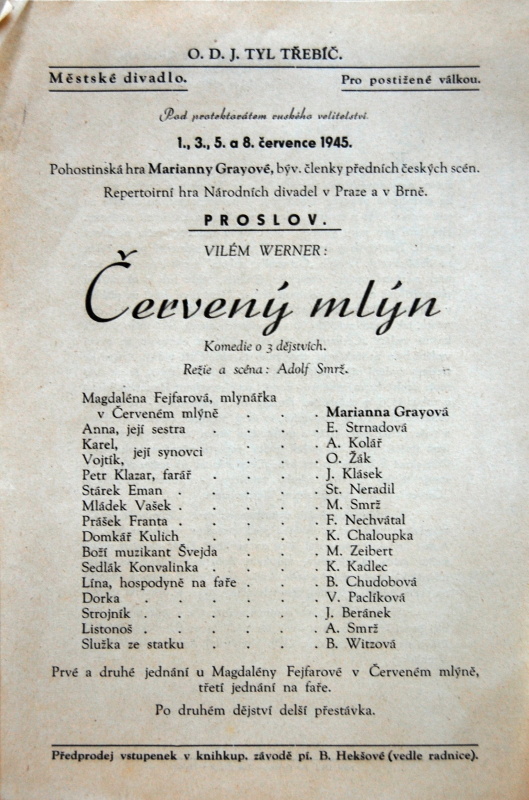 O. D. J. TYL TŘEBÍČ.
Městské divadlo. Pro postižené válkou.
Pod protektorátem ruského velitelství.
1., 3., 5. a 8. července 1945.
Pohostinská hra Marianny Grayové, býv. členky předních českých scén.
Repertoirní hra Národních divadel v Praze a v Brně.
PROSLOV.
VILÉM WERNER:
Červený mlýn
Komedie o 3 dějstvích.
Režie a scéna: Adolf Smrž.
Magdaléna Fejfarová, mlynářka
v Červeném mlýně . . . Marianna Grayová
Anna, její sestra . . . . E. Strnadová
Karel, . . . A. Kolář
její synovci
Vojtík, . . . O. Žák
Petr Klazar, farář . . . . J. Klásek
Stárek Eman . . . . . St. Neradil
Mládek Vašek . . . . . M. Smrž
Prášek Franta . . . . . F. Nechvátal
Domkář Kulich . . . . K. Chaloupka
Boží muzikant Švejda . . . M. Zeibert
Sedlák Konvalinka . . . . K. Kadlec
Lína, hospodyně na faře . . . B. Chudobová
Dorka . . . . . . V. Paclíková
Strojník . . . . . . J. Beránek
Listonoš . . . . . . A. Smrž
Služka ze statku . . . . B. Witzová
Prvé a druhé jednání u Magdalény Fejfarové v Červeném mlýně,
třetí jednání na faře.
Po druhém dějství delší přestávka.
Předprodej vstupenek v knihkup. závodě pí. B. Hekšové (vedle radnice).